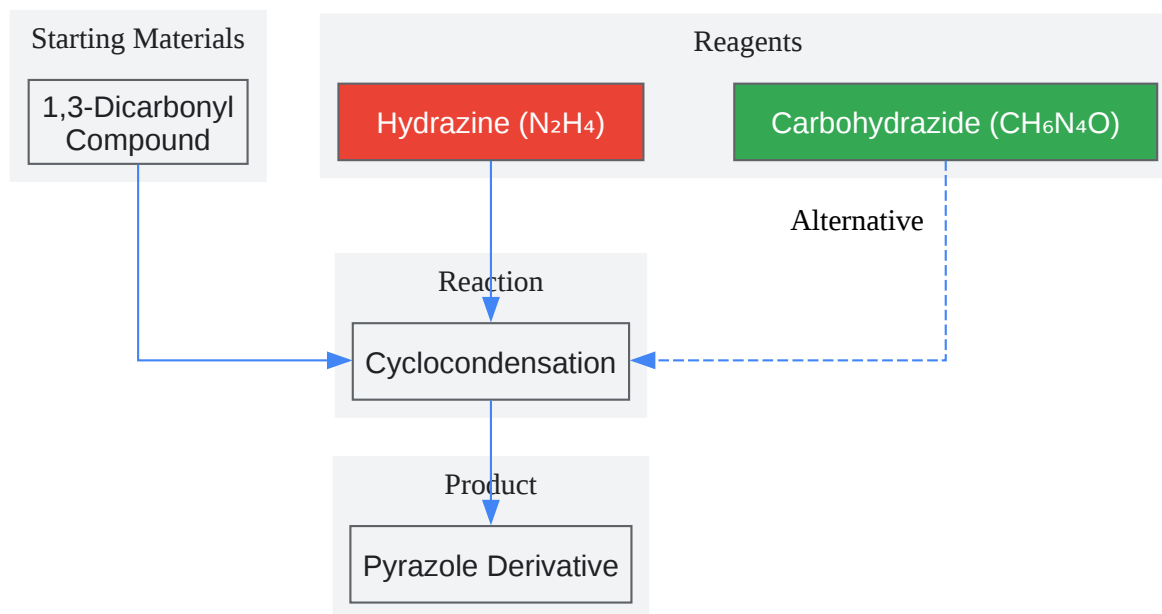 Starting Materials
1,3-Dicarbonyl
Compound
Reagents
Hydrazine (N₂H₄)
Carbohydrazide (CH₆N₄O)
Alternative
Reaction
Cyclocondensation
Product
Pyrazole Derivative